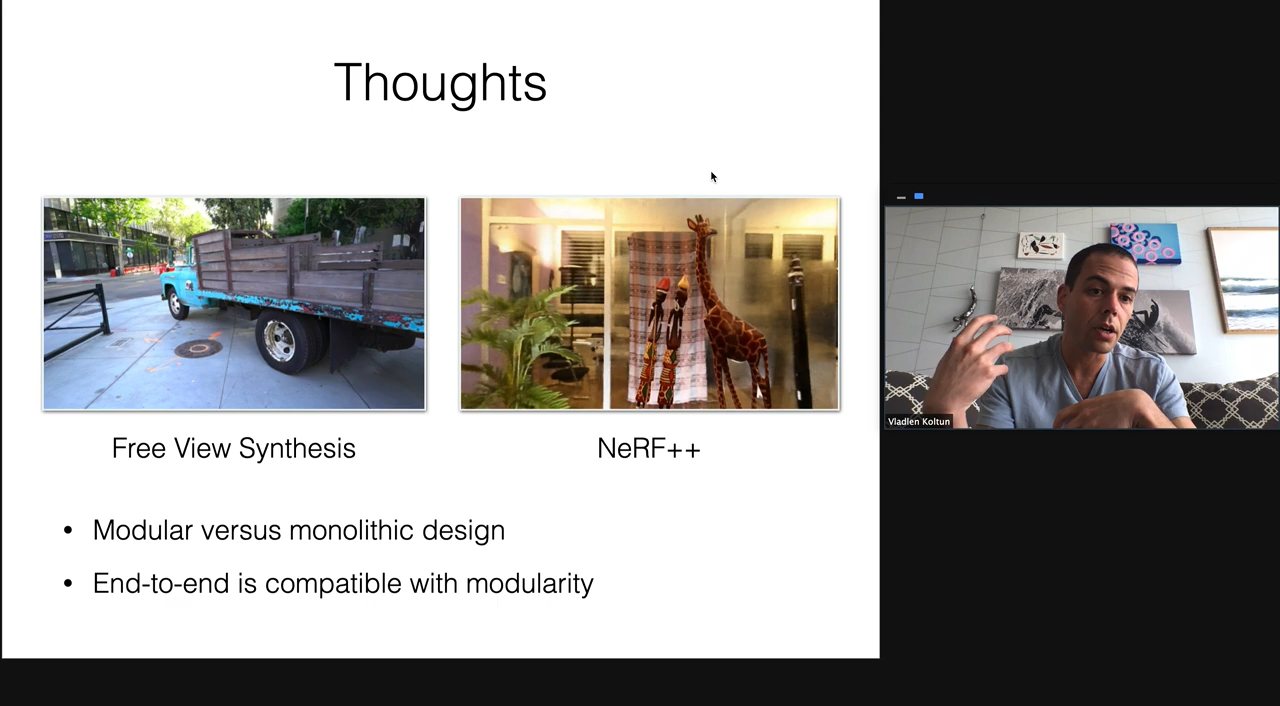 Thoughts
Free View Synthesis
NeRF++
• Modular versus monolithic design
• End-to-end is compatible with modularity
Vladlen Koltun